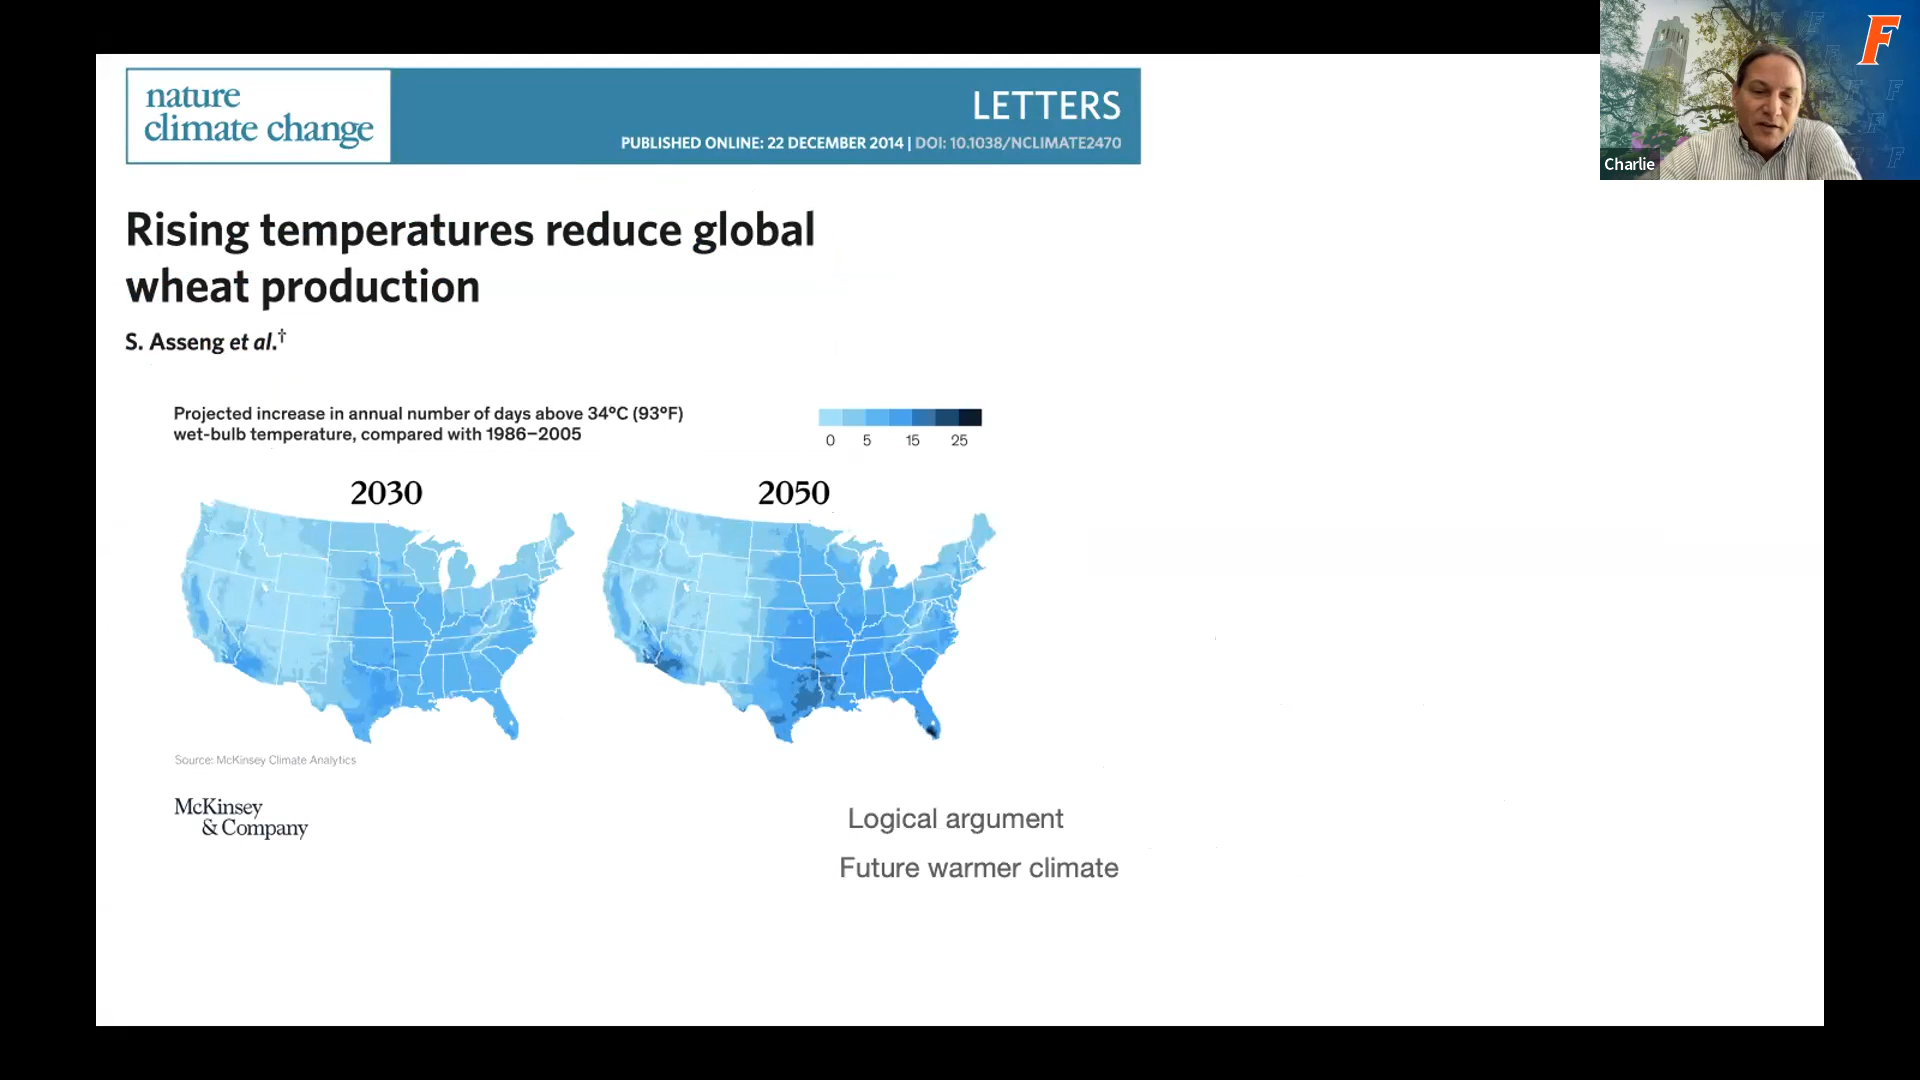 nature
climate change
LETTERS
PUBLISHED ONLINE: 22 DECEMBER 2014 | DOI: 10.1038/NCLIMATE2470
F
Charlie
Rising temperatures reduce global
wheat production
S. Asseng et al.†
Projected increase in annual number of days above 34°C (93°F)
wet-bulb temperature, compared with 1986–2005
0 5 15 25
2030 2050
Source: McKinsey Climate Analytics
McKinsey
& Company
Logical argument
Future warmer climate